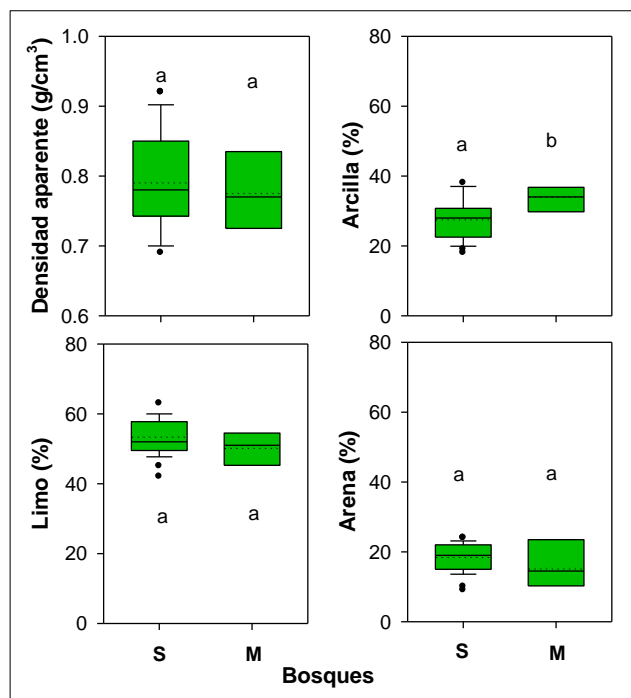 Densidad aparente (g/cm³)
1.0
0.9
0.8
0.7
0.6
a a
Arcilla (%)
80
60
40
20
0
a b
Limo (%)
80
60
40
20
0
a a
S M
Arena (%)
80
60
40
20
0
a a
S M
Bosques